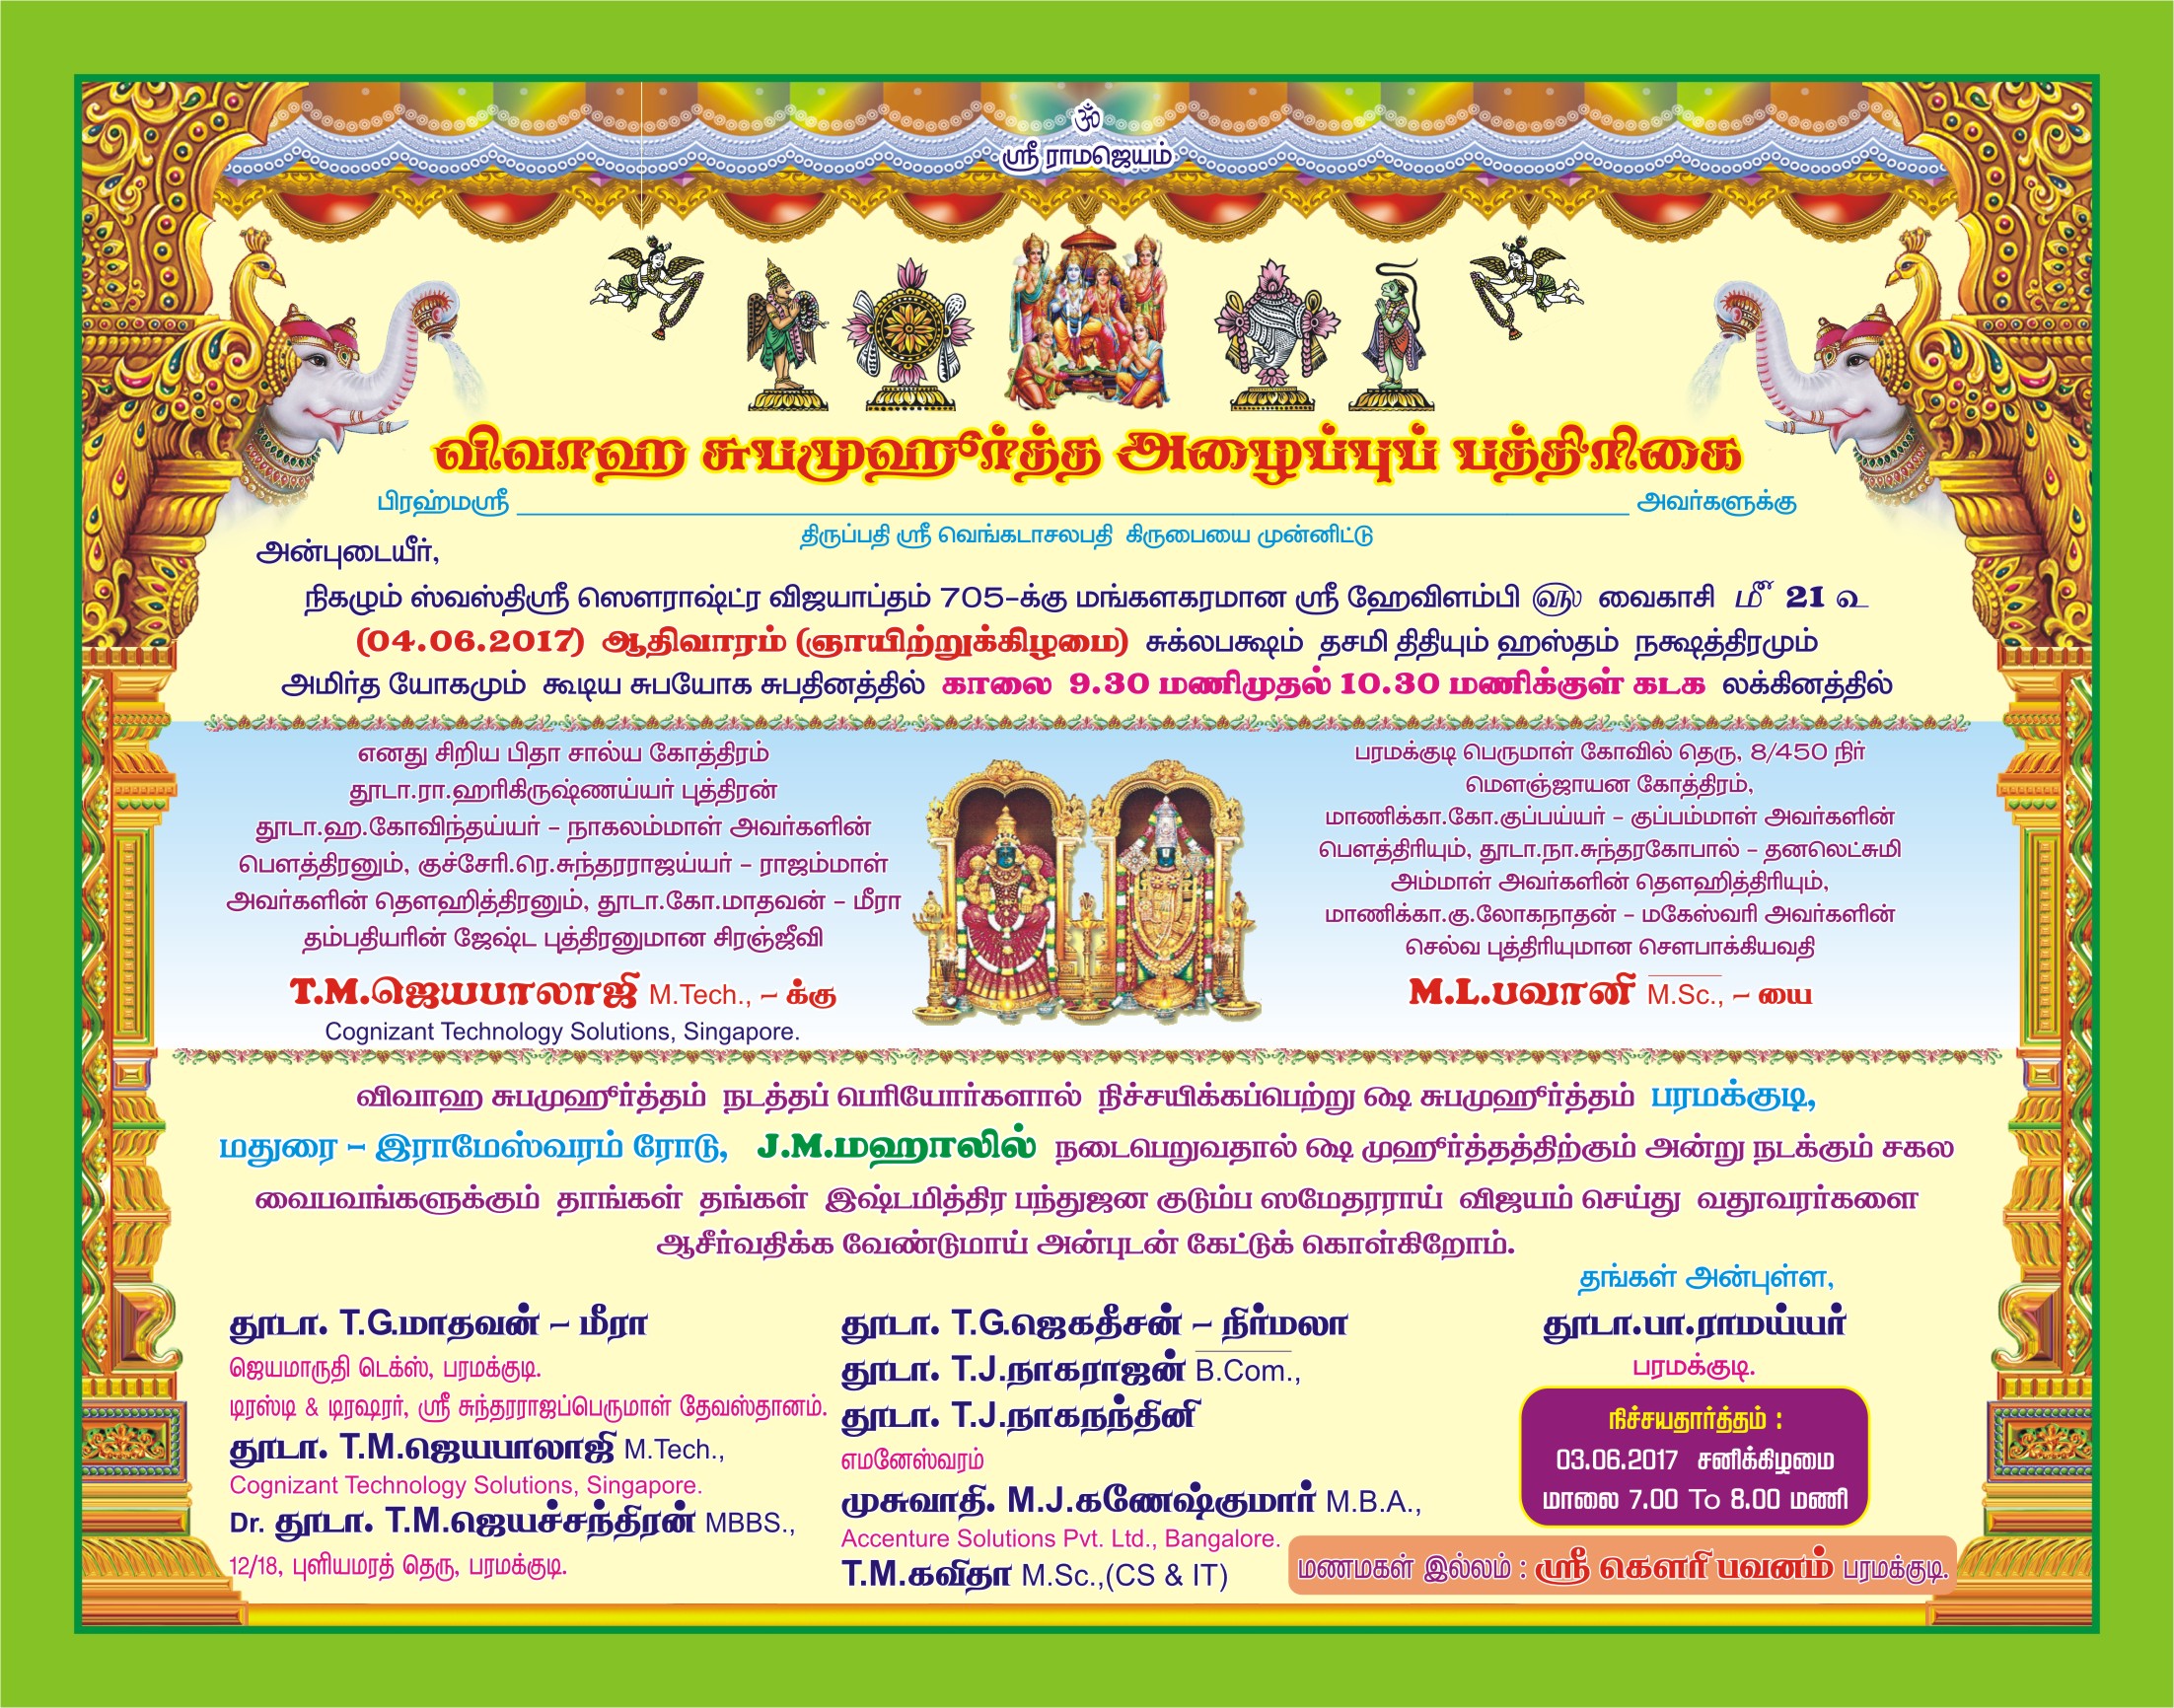 ॐ
ஸ்ரீ ராமஜெயம்
விவாஹ சுபமுஹூர்த்த அழைப்புப் பத்திரிகை
பிரஹ்மஸ்ரீ அவர்களுக்கு
திருப்பதி ஸ்ரீ வெங்கடாசலபதி கிருபையை முன்னிட்டு
அன்புடையீர்,
நிகழும் ஸ்வஸ்திஸ்ரீ ஸௌராஷ்ட்ர விஜயாப்தம் 705-க்கு மங்களகரமான ஸ்ரீ ஹேவிளம்பி ௵ வைகாசி ௴ 21 ௳
(04.06.2017) ஆதிவாரம் (ஞாயிற்றுக்கிழமை) சுக்லபக்ஷம் தசமி திதியும் ஹஸ்தம் நக்ஷத்திரமும்
அமிர்த யோகமும் கூடிய சுபயோக சுபதினத்தில் காலை 9.30 மணிமுதல் 10.30 மணிக்குள் கடக லக்கினத்தில்
எனது சிறிய பிதா சால்ய கோத்திரம்
தூடா.ரா.ஹரிகிருஷ்ணய்யர் புத்திரன்
தூடா.ஹ.கோவிந்தய்யர் – நாகலம்மாள் அவர்களின்
பௌத்திரனும், குச்சேரி.ரெ.சுந்தரராஜய்யர் – ராஜம்மாள்
அவர்களின் தௌஹித்திரனும், தூடா.கோ.மாதவன் – மீரா
தம்பதியரின் ஜேஷ்ட புத்திரனுமான சிரஞ்ஜீவி
T.M.ஜெயபாலாஜி M.Tech., – க்கு
Cognizant Technology Solutions, Singapore.
பரமக்குடி பெருமாள் கோவில் தெரு, 8/450 நிர்
மௌஞ்ஜாயன கோத்திரம்,
மாணிக்கா.கோ.குப்பய்யர் – குப்பம்மாள் அவர்களின்
பௌத்திரியும், தூடா.நா.சுந்தரகோபால் – தனலெட்சுமி
அம்மாள் அவர்களின் தௌஹித்திரியும்,
மாணிக்கா.கு.லோகநாதன் – மகேஸ்வரி அவர்களின்
செல்வ புத்திரியுமான சௌபாக்கியவதி
M.L.பவானி M.Sc., – யை
விவாஹ சுபமுஹூர்த்தம் நடத்தப் பெரியோர்களால் நிச்சயிக்கப்பெற்று ௸ சுபமுஹூர்த்தம் பரமக்குடி,
மதுரை – இராமேஸ்வரம் ரோடு, J.M.மஹாலில் நடைபெறுவதால் ௸ முஹூர்த்தத்திற்கும் அன்று நடக்கும் சகல
வைபவங்களுக்கும் தாங்கள் தங்கள் இஷ்டமித்திர பந்துஜன குடும்ப ஸமேதரராய் விஜயம் செய்து வதூவரர்களை
ஆசீர்வதிக்க வேண்டுமாய் அன்புடன் கேட்டுக் கொள்கிறோம்.
தூடா. T.G.மாதவன் – மீரா
ஜெயமாருதி டெக்ஸ், பரமக்குடி.
டிரஸ்டி & டிரஷரர், ஸ்ரீ சுந்தரராஜப்பெருமாள் தேவஸ்தானம்.
தூடா. T.M.ஜெயபாலாஜி M.Tech.,
Cognizant Technology Solutions, Singapore.
Dr. தூடா. T.M.ஜெயச்சந்திரன் MBBS.,
12/18, புளியமரத் தெரு, பரமக்குடி.
தூடா. T.G.ஜெகதீசன் – நிர்மலா
தூடா. T.J.நாகராஜன் B.Com.,
தூடா. T.J.நாகநந்தினி
எமனேஸ்வரம்
முசுவாதி. M.J.கணேஷ்குமார் M.B.A.,
Accenture Solutions Pvt. Ltd., Bangalore.
T.M.கவிதா M.Sc.,(CS & IT)
தங்கள் அன்புள்ள,
தூடா.பா.ராமய்யர்
பரமக்குடி.
நிச்சயதார்த்தம் :
03.06.2017 சனிக்கிழமை
மாலை 7.00 To 8.00 மணி
மணமகள் இல்லம் : ஸ்ரீ கௌரி பவனம் பரமக்குடி.